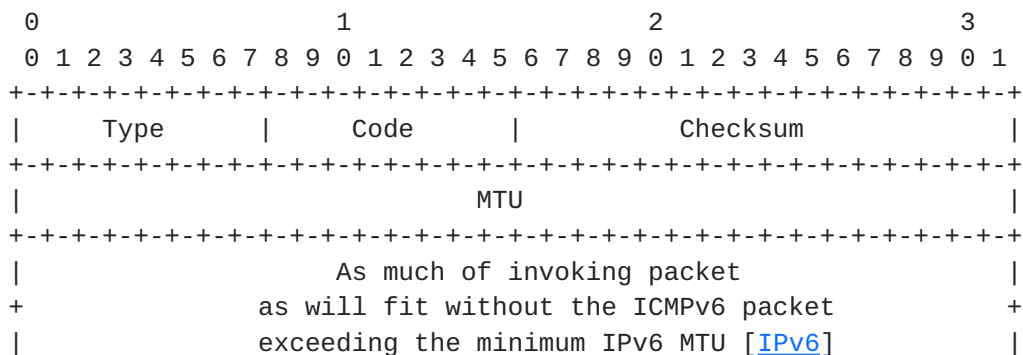 0                   1                   2                   3
 0 1 2 3 4 5 6 7 8 9 0 1 2 3 4 5 6 7 8 9 0 1 2 3 4 5 6 7 8 9 0 1
+-+-+-+-+-+-+-+-+-+-+-+-+-+-+-+-+-+-+-+-+-+-+-+-+-+-+-+-+-+-+-+-+
|     Type      |     Code      |          Checksum             |
+-+-+-+-+-+-+-+-+-+-+-+-+-+-+-+-+-+-+-+-+-+-+-+-+-+-+-+-+-+-+-+-+
|                             MTU                               |
+-+-+-+-+-+-+-+-+-+-+-+-+-+-+-+-+-+-+-+-+-+-+-+-+-+-+-+-+-+-+-+-+
|                    As much of invoking packet                 |
+               as will fit without the ICMPv6 packet           +
|               exceeding the minimum IPv6 MTU [IPv6]           |